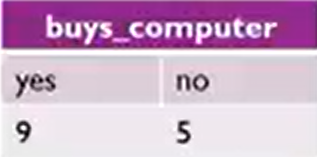 buys_computer
yes no
9 5